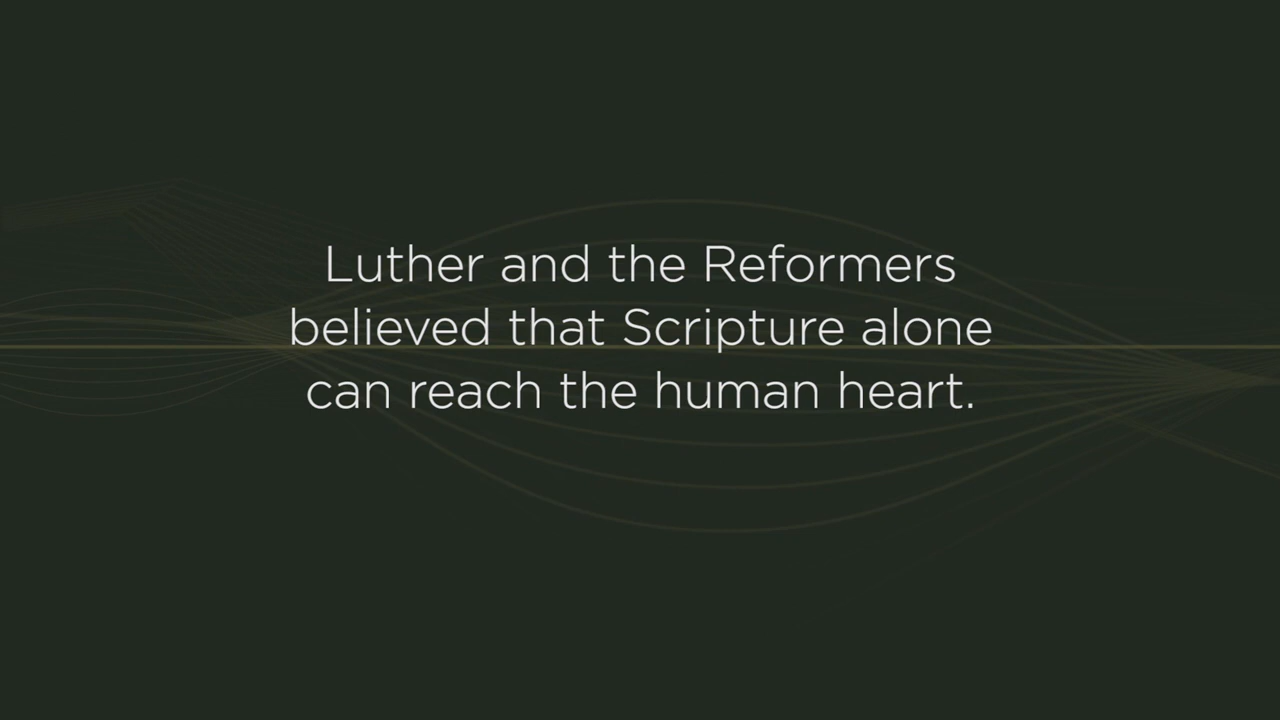 Luther and the Reformers
believed that Scripture alone
can reach the human heart.